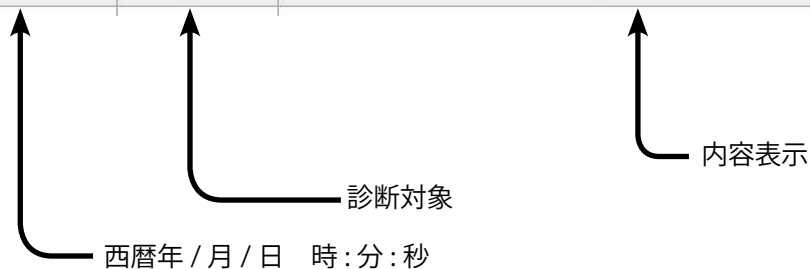 内容表示
診断対象
西暦年 / 月 / 日　時 : 分 : 秒